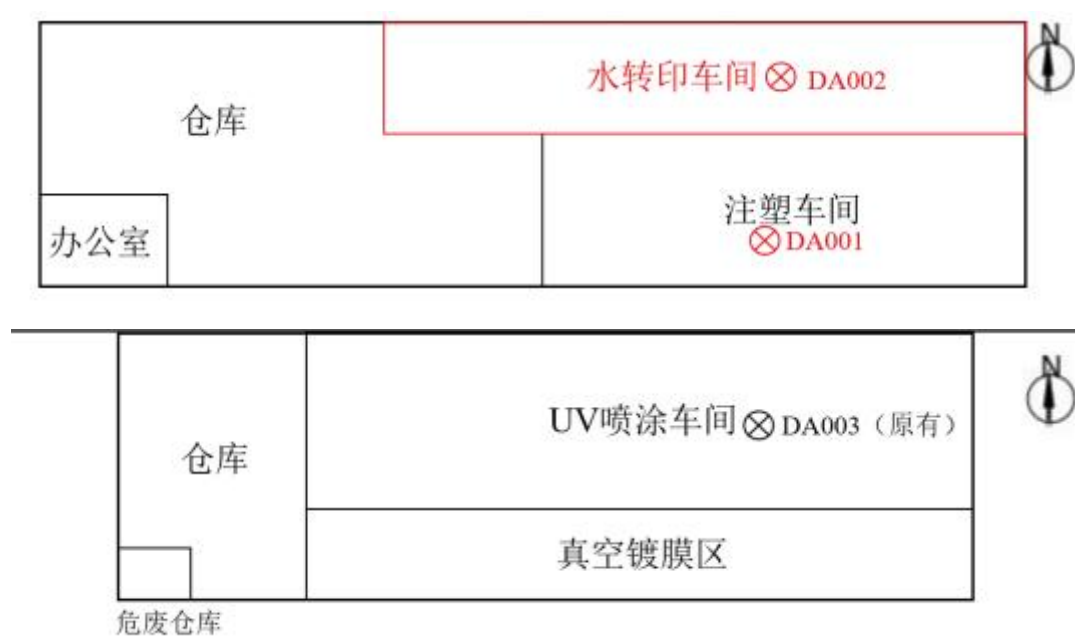 N
水转印车间 DA002
仓库
注塑车间
办公室
DA001
N
UV喷涂车间 DA003（原有）
仓库
真空镀膜区
危废仓库